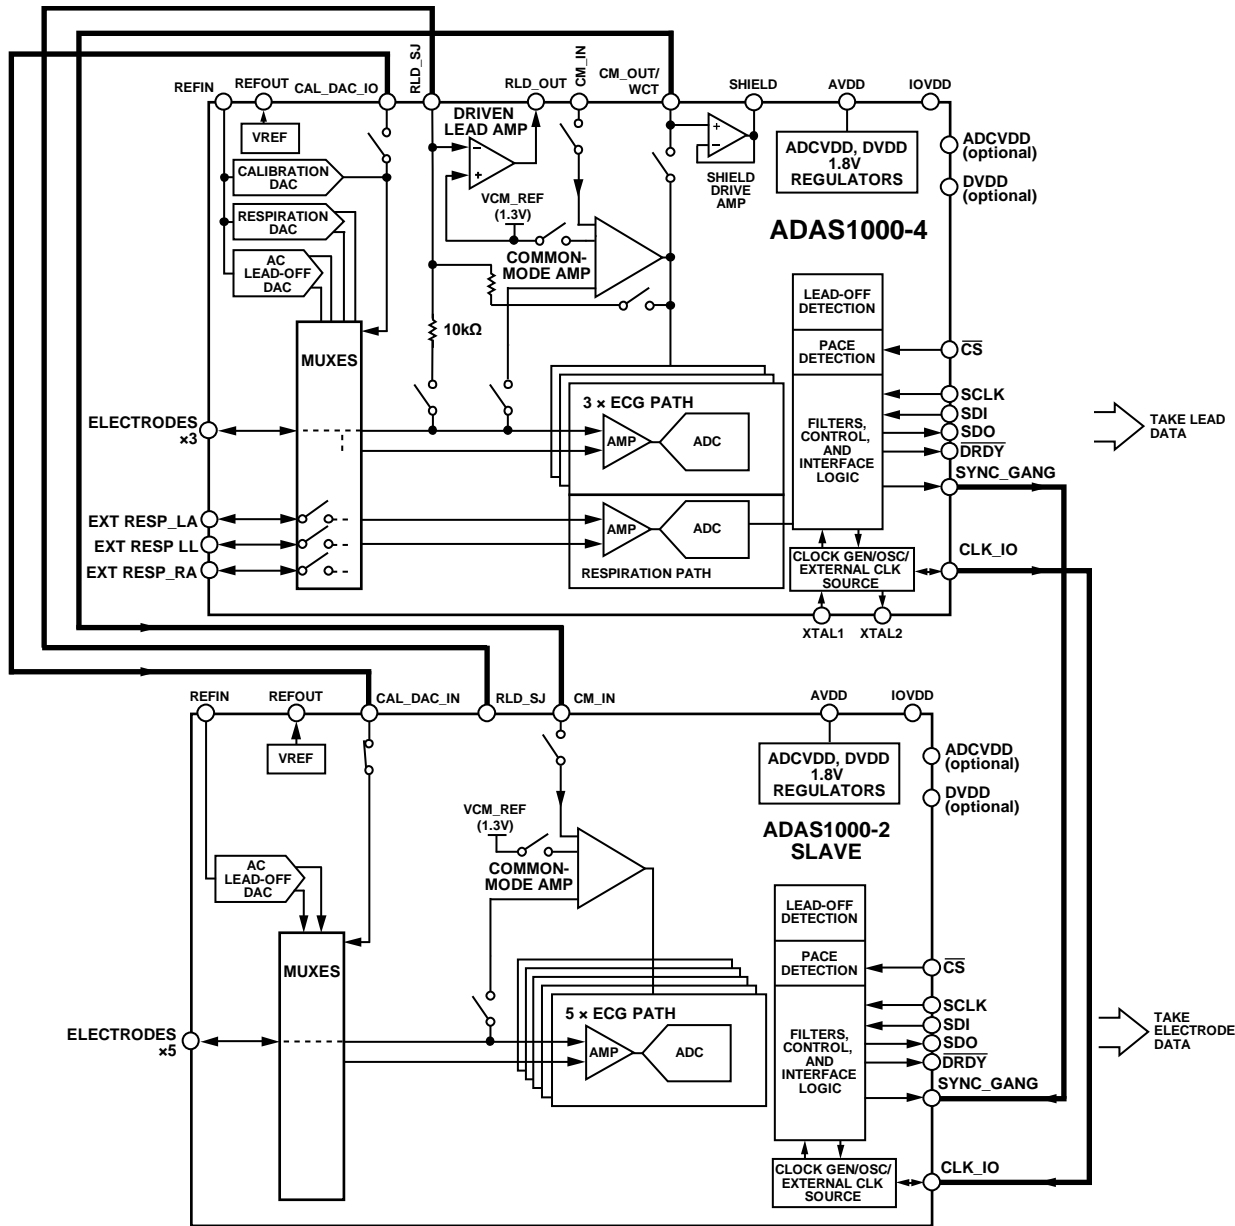 REFIN
REFOUT
CAL_DAC_IO
RLD_SJ
RLD_OUT
CM_IN
CM_OUT/
WCT
SHIELD
AVDD
IOVDD
VREF
DRIVEN
LEAD AMP
SHIELD
DRIVE
AMP
ADCVDD, DVDD
1.8V
REGULATORS
ADCVDD
(optional)
DVDD
(optional)
CALIBRATION
DAC
RESPIRATION
DAC
AC
LEAD-OFF
DAC
VCM_REF
(1.3V)
COMMON-
MODE AMP
ADAS1000-4
10kΩ
MUXES
LEAD-OFF
DETECTION
PACE
DETECTION
FILTERS,
CONTROL,
AND
INTERFACE
LOGIC
CS
SCLK
SDI
SDO
DRDY
SYNC_GANG
TAKE LEAD
DATA
ELECTRODES
×3
3 × ECG PATH
AMP
ADC
EXT RESP_LA
EXT RESP LL
EXT RESP_RA
AMP
ADC
RESPIRATION PATH
CLOCK GEN/OSC/
EXTERNAL CLK
SOURCE
CLK_IO
XTAL1
XTAL2
REFIN
REFOUT
CAL_DAC_IN
RLD_SJ
CM_IN
AVDD
IOVDD
VREF
ADCVDD, DVDD
1.8V
REGULATORS
ADCVDD
(optional)
DVDD
(optional)
VCM_REF
(1.3V)
COMMON-
MODE AMP
ADAS1000-2
SLAVE
AC
LEAD-OFF
DAC
MUXES
LEAD-OFF
DETECTION
PACE
DETECTION
FILTERS,
CONTROL,
AND
INTERFACE
LOGIC
CS
SCLK
SDI
SDO
DRDY
SYNC_GANG
TAKE
ELECTRODE
DATA
ELECTRODES
×5
5 × ECG PATH
AMP
ADC
CLOCK GEN/OSC/
EXTERNAL CLK
SOURCE
CLK_IO